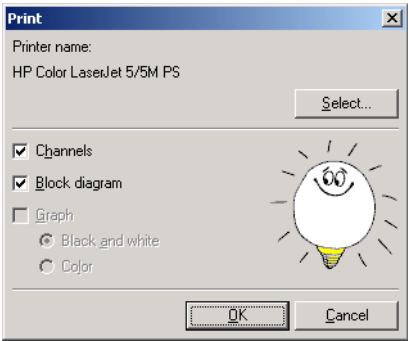 Print
Printer name:
HP Color LaserJet 5/5M PS
Select...
Channels
Block diagram
Graph
Black and white
Color
OK
Cancel